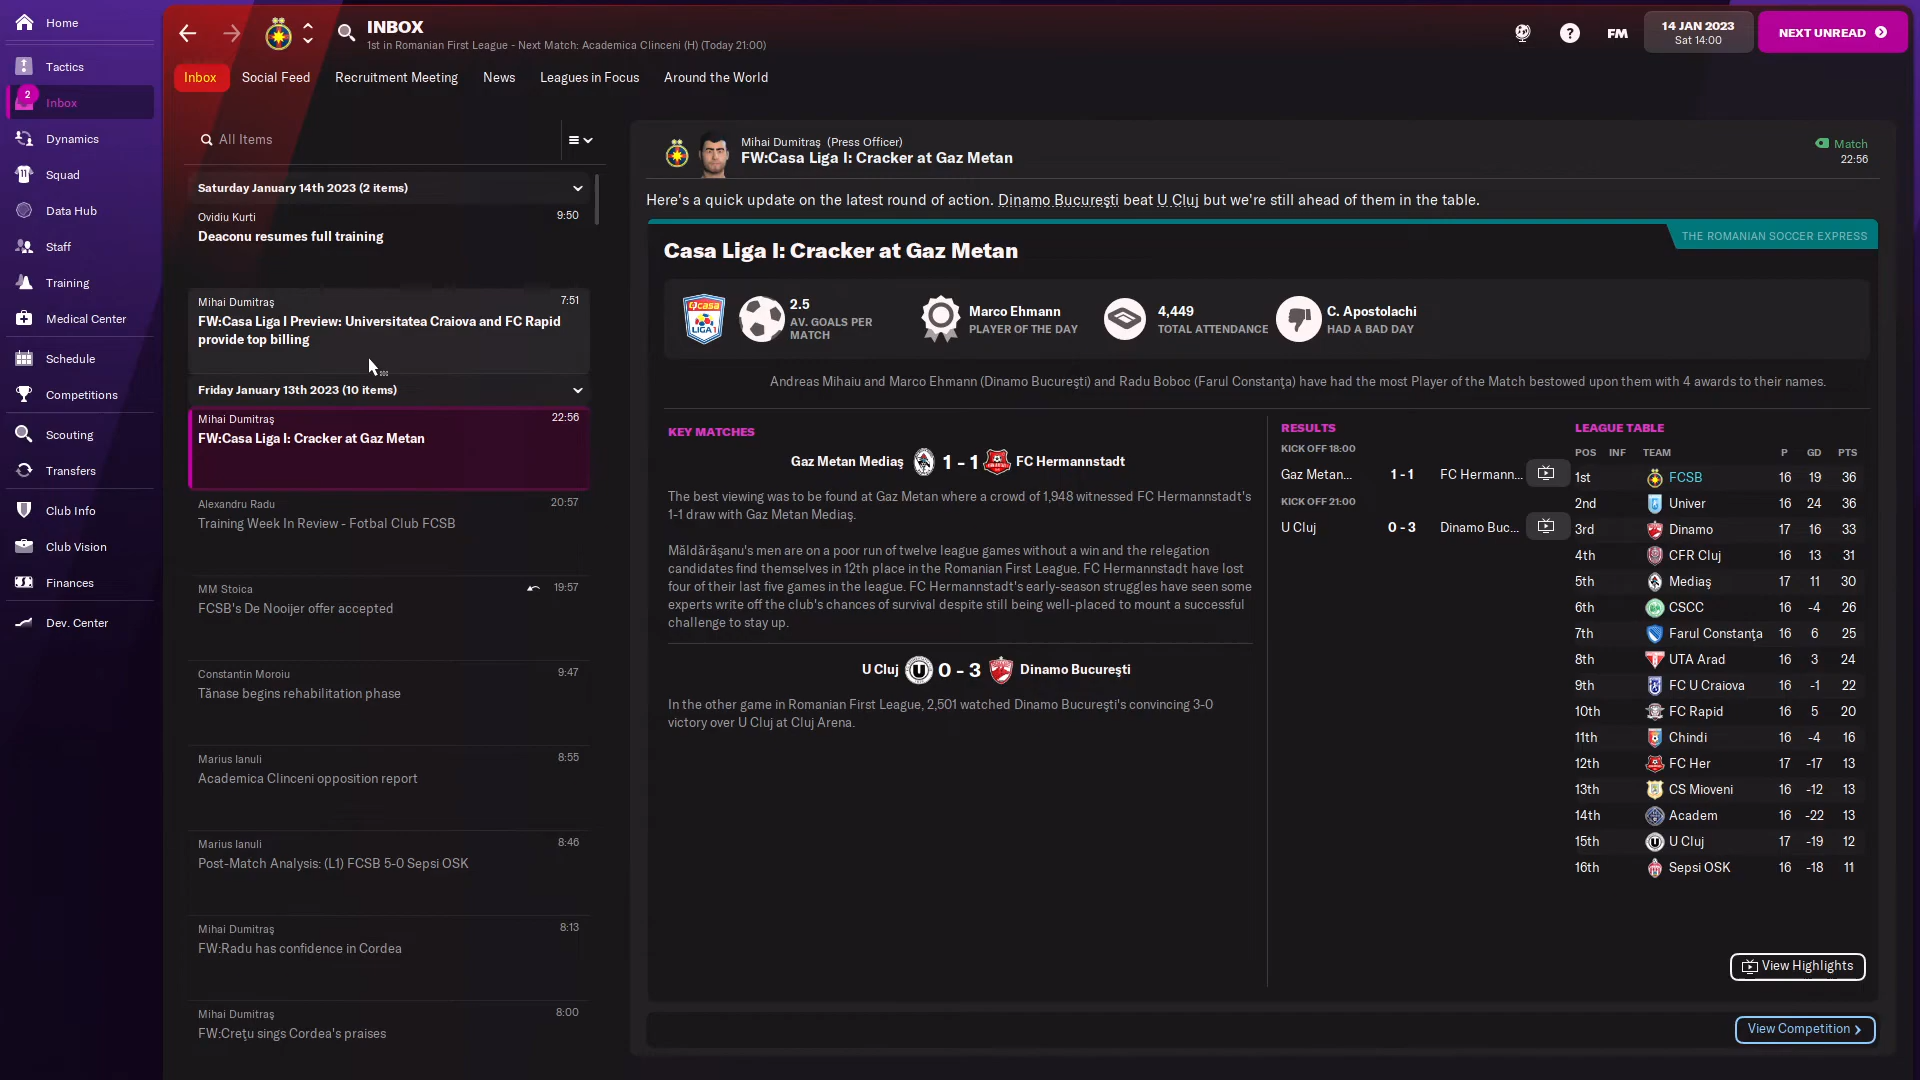 Home
Tactics
2
Inbox
Dynamics
Squad
Data Hub
Staff
Training
Medical Center
Schedule
Competitions
Scouting
Transfers
Club Info
Club Vision
Finances
Dev. Center
INBOX
1st in Romanian First League - Next Match: Academica Clinceni (H) (Today 21:00)
?
FM
14 JAN 2023
Sat 14:00
NEXT UNREAD
Inbox
Social Feed
Recruitment Meeting
News
Leagues in Focus
Around the World
All Items
Saturday January 14th 2023 (2 items)
Ovidiu Kurti 9:50
Deaconu resumes full training
Mihai Dumitraş 7:51
FW:Casa Liga I Preview: Universitatea Craiova and FC Rapid
provide top billing
Friday January 13th 2023 (10 items)
Mihai Dumitraş 22:56
FW:Casa Liga I: Cracker at Gaz Metan
Alexandru Radu 20:57
Training Week In Review - Fotbal Club FCSB
MM Stoica 19:57
FCSB's De Nooijer offer accepted
Constantin Moroiu 9:47
Tănase begins rehabilitation phase
Marius Ianuli 8:55
Academica Clinceni opposition report
Marius Ianuli 8:46
Post-Match Analysis: (L1) FCSB 5-0 Sepsi OSK
Mihai Dumitraş 8:13
FW:Radu has confidence in Cordea
Mihai Dumitraş 8:00
FW:Creţu sings Cordea's praises
Mihai Dumitraş (Press Officer)
FW:Casa Liga I: Cracker at Gaz Metan
Match
22:56
Here's a quick update on the latest round of action. Dinamo Bucureşti beat U Cluj but we're still ahead of them in the table.
THE ROMANIAN SOCCER EXPRESS
Casa Liga I: Cracker at Gaz Metan
casa
LIGA 1
2.5
AV. GOALS PER
MATCH
Marco Ehmann
PLAYER OF THE DAY
4,449
TOTAL ATTENDANCE
C. Apostolachi
HAD A BAD DAY
Andreas Mihaiu and Marco Ehmann (Dinamo Bucureşti) and Radu Boboc (Farul Constanţa) have had the most Player of the Match bestowed upon them with 4 awards to their names.
KEY MATCHES
Gaz Metan Mediaş 1 - 1 FC Hermannstadt
The best viewing was to be found at Gaz Metan where a crowd of 1,948 witnessed FC Hermannstadt's
1-1 draw with Gaz Metan Mediaş.
Măldărăşanu's men are on a poor run of twelve league games without a win and the relegation
candidates find themselves in 12th place in the Romanian First League. FC Hermannstadt have lost
four of their last five games in the league. FC Hermannstadt's early-season struggles have seen some
experts write off the club's chances of survival despite still being well-placed to mount a successful
challenge to stay up.
U Cluj 0 - 3 Dinamo Bucureşti
In the other game in Romanian First League, 2,501 watched Dinamo Bucureşti's convincing 3-0
victory over U Cluj at Cluj Arena.
RESULTS
KICK OFF 18:00
Gaz Metan... 1 - 1 FC Hermann...
KICK OFF 21:00
U Cluj 0 - 3 Dinamo Buc...
LEAGUE TABLE
POS INF TEAM P GD PTS
1st FCSB 16 19 36
2nd Univer 16 24 36
3rd Dinamo 17 16 33
4th CFR Cluj 16 13 31
5th Mediaş 17 11 30
6th CSCC 16 -4 26
7th Farul Constanţa 16 6 25
8th UTA Arad 16 3 24
9th FC U Craiova 16 -1 22
10th FC Rapid 16 5 20
11th Chindi 16 -4 16
12th FC Her 17 -17 13
13th CS Mioveni 16 -12 13
14th Academ 16 -22 13
15th U Cluj 17 -19 12
16th Sepsi OSK 16 -18 11
View Highlights
View Competition >